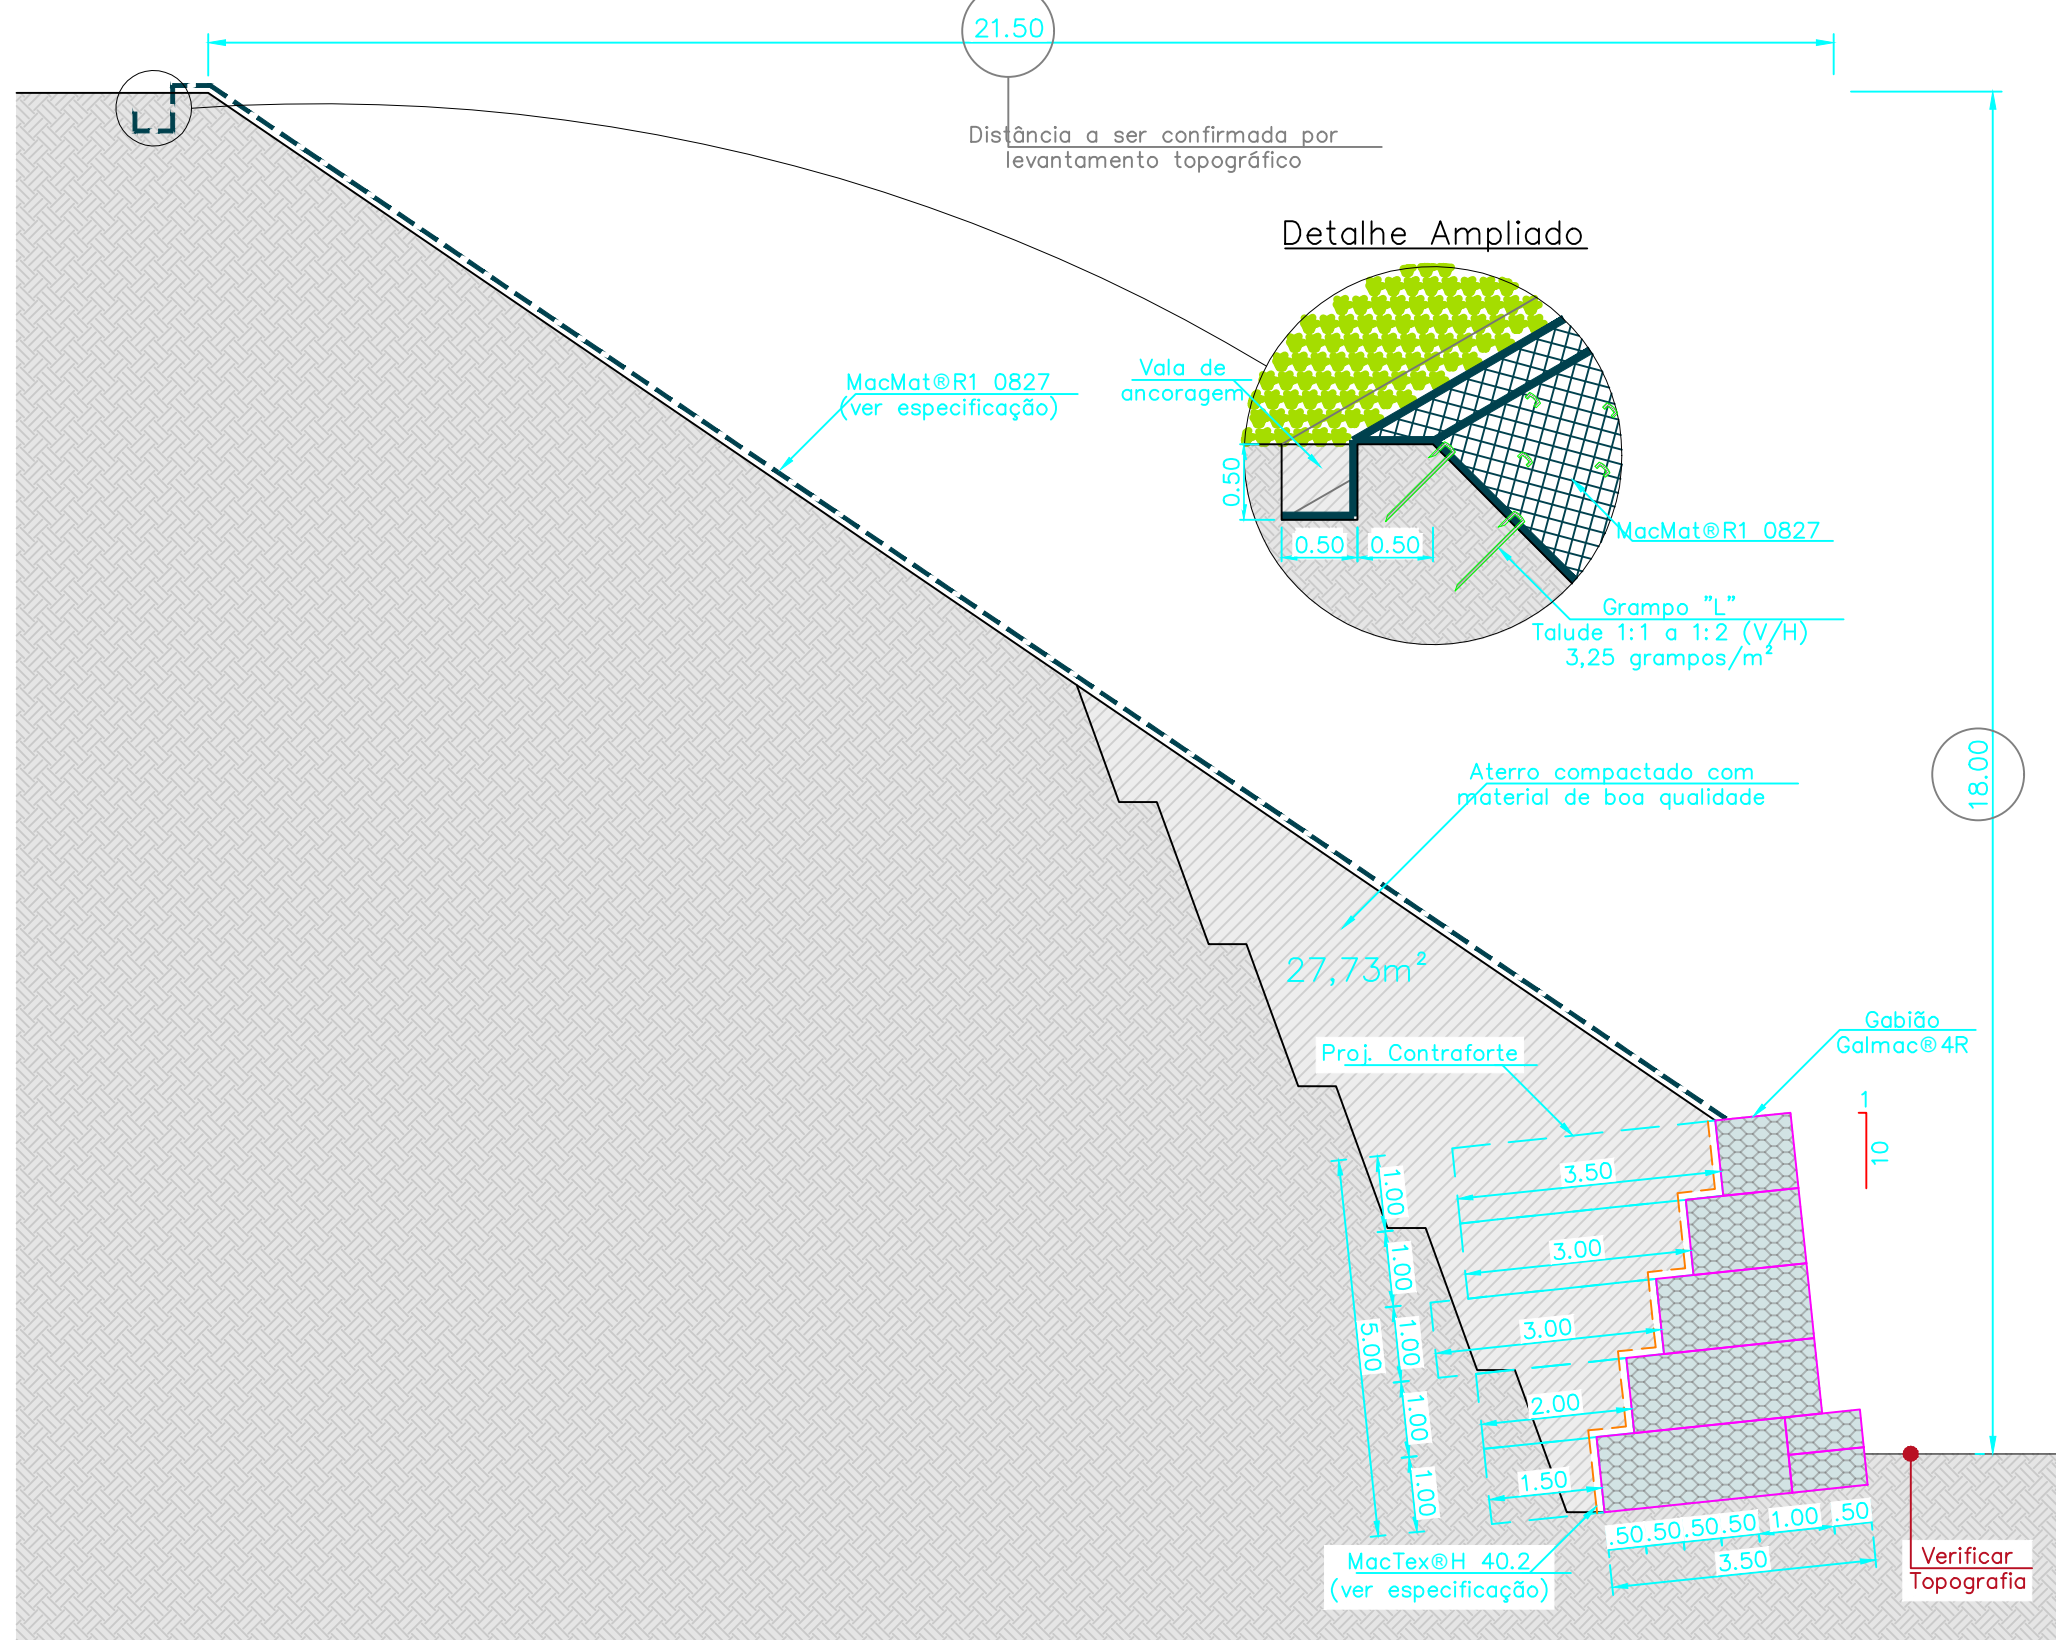 21.50
Distância a ser confirmada por
levantamento topográfico
Detalhe Ampliado
Vala de
ancoragem
MacMat®R1 0827
(ver especificação)
0.50
0.50
0.50
MacMat®R1 0827
Grampo "L"
Talude 1:1 a 1:2 (V/H)
3,25 grampos/m²
18.00
Aterro compactado com
material de boa qualidade
27,73m²
Gabião
Galmac®4R
Proj. Contraforte
1
10
3.50
3.00
3.00
2.00
1.50
1.00
1.00
1.00
1.00
1.00
5.00
.50
.50
.50
.50
1.00
.50
3.50
MacTex®H 40.2
(ver especificação)
Verificar
Topografia